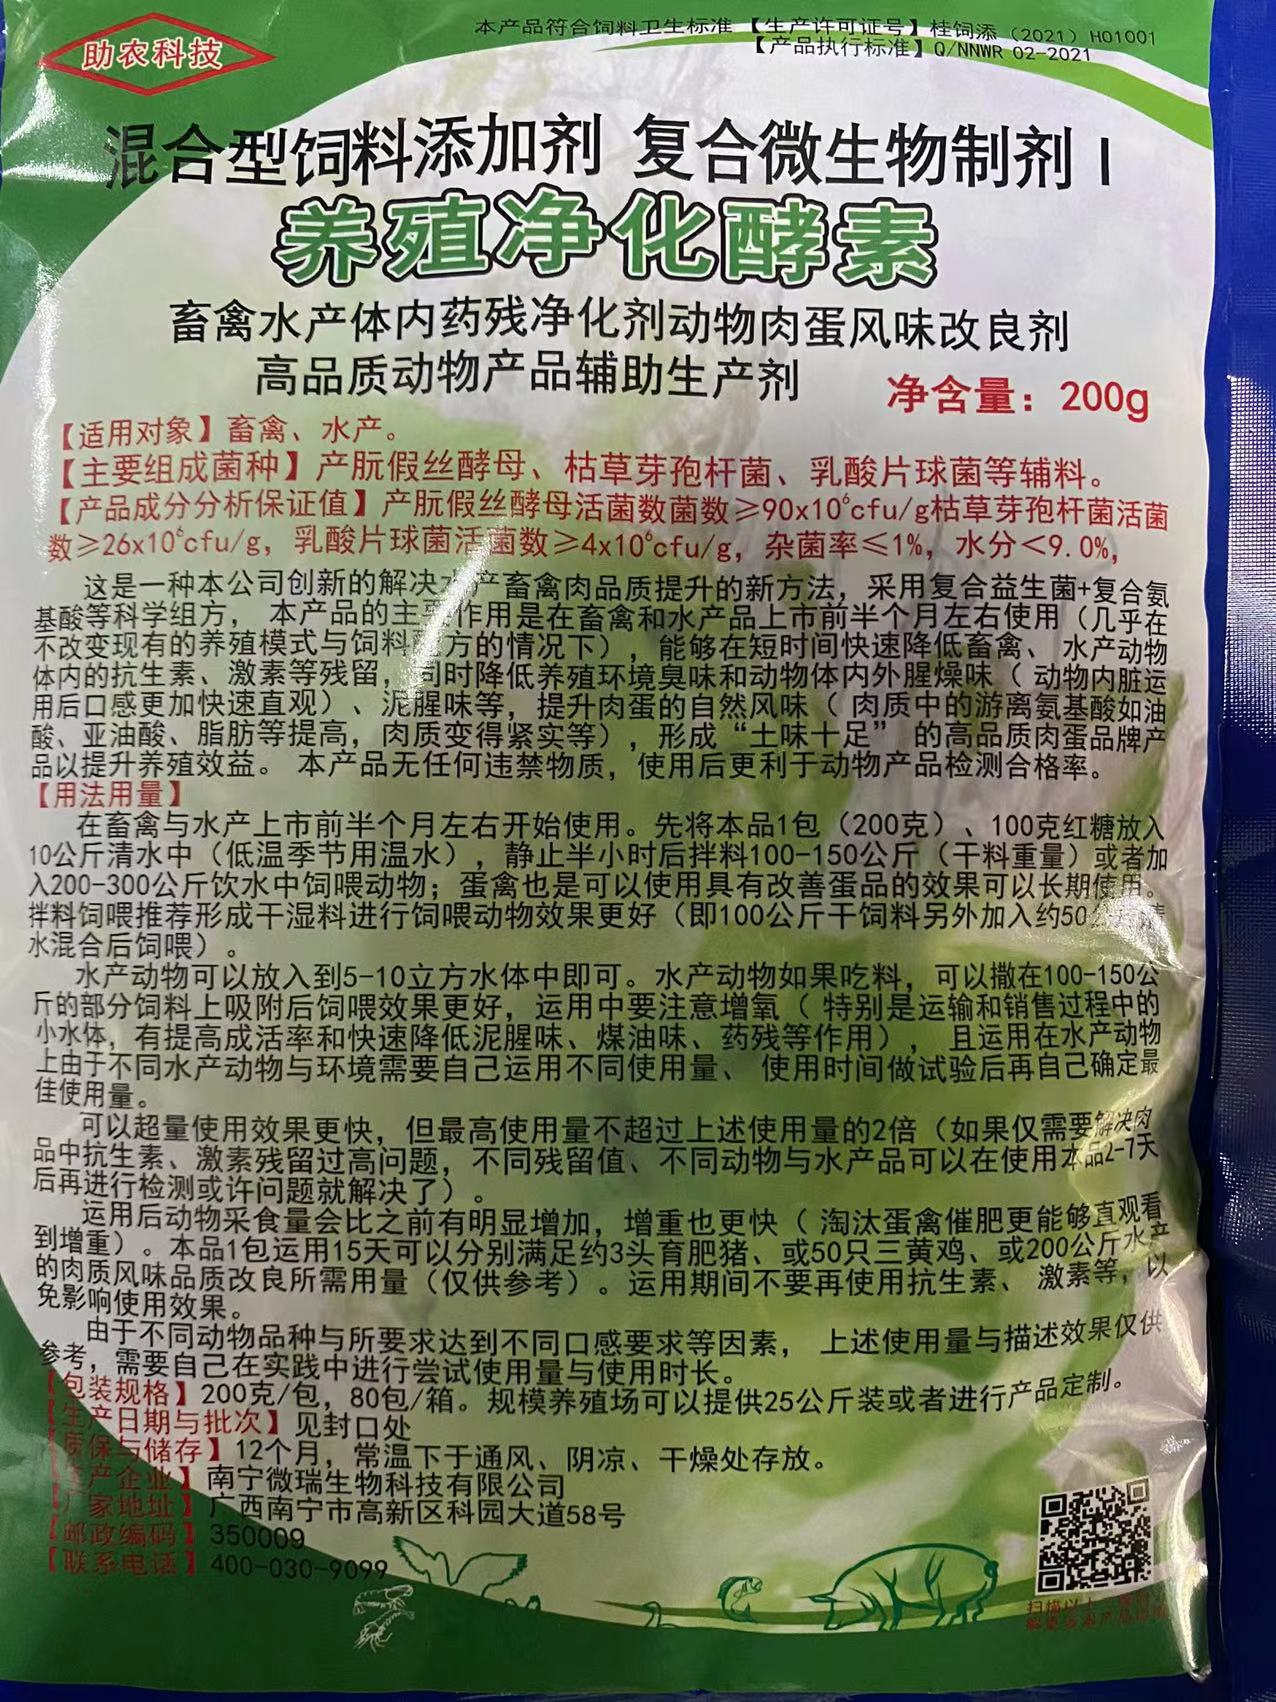 助农科技
本产品符合饲料卫生标准 【生产许可证号】桂饲添（2021）H01001
【产品执行标准】Q/NNWR 02-2021
混合型饲料添加剂 复合微生物制剂 I
养殖净化酵素
畜禽水产体内药残净化剂动物肉蛋风味改良剂
高品质动物产品辅助生产剂
净含量：200g
【适用对象】畜禽、水产。
【主要组成菌种】产朊假丝酵母、枯草芽孢杆菌、乳酸片球菌等辅料。
【产品成分分析保证值】产朊假丝酵母活菌数菌数≥90x10⁶cfu/g枯草芽孢杆菌活菌
数≥26x10⁶cfu/g，乳酸片球菌活菌数≥4x10⁶cfu/g，杂菌率≤1%，水分＜9.0%，
这是一种本公司创新的解决水产畜禽肉品质提升的新方法，采用复合益生菌+复合氨
基酸等科学组方，本产品的主要作用是在畜禽和水产品上市前半个月左右使用（几乎在
不改变现有的养殖模式与饲料配方的情况下），能够在短时间快速降低畜禽、水产动物
体内的抗生素、激素等残留，同时降低养殖环境臭味和动物体内外腥燥味（动物内脏运
用后口感更加快速直观）、泥腥味等，提升肉蛋的自然风味（肉质中的游离氨基酸如油
酸、亚油酸、脂肪等提高，肉质变得紧实等），形成“土味十足”的高品质肉蛋品牌产
品以提升养殖效益。本产品无任何违禁物质，使用后更利于动物产品检测合格率。
【用法用量】
在畜禽与水产上市前半个月左右开始使用。先将本品1包（200克）、100克红糖放入
10公斤清水中（低温季节用温水），静止半小时后拌料100-150公斤（干料重量）或者加
入200-300公斤饮水中饲喂动物；蛋禽也是可以使用具有改善蛋品的效果可以长期使用。
拌料饲喂推荐形成干湿料进行饲喂动物效果更好（即100公斤干饲料另外加入约50公斤清
水混合后饲喂）。
水产动物可以放入到5-10立方水体中即可。水产动物如果吃料，可以撒在100-150公
斤的部分饲料上吸附后饲喂效果更好，运用中要注意增氧（特别是运输和销售过程中的
小水体，有提高成活率和快速降低泥腥味、煤油味、药残等作用），且运用在水产动物
上由于不同水产动物与环境需要自己运用不同使用量、使用时间做试验后再自己确定最
佳使用量。
可以超量使用效果更快，但最高使用量不超过上述使用量的2倍（如果仅需要解决肉
品中抗生素、激素残留过高问题，不同残留值、不同动物与水产品可以在使用本品2-7天
后再进行检测或许问题就解决了）。
运用后动物采食量会比之前有明显增加，增重也更快（淘汰蛋禽催肥更能够直观看
到增重）。本品1包运用15天可以分别满足约3头育肥猪、或50只三黄鸡、或200公斤水产
的肉质风味品质改良所需用量（仅供参考）。运用期间不要再使用抗生素、激素等，以
免影响使用效果。
由于不同动物品种与所要求达到不同口感要求等因素，上述使用量与描述效果仅供
参考，需要自己在实践中进行尝试使用量与使用时长。
【包装规格】200克/包，80包/箱。规模养殖场可以提供25公斤装或者进行产品定制。
【生产日期与批次】见封口处
【质保与储存】12个月，常温下于通风、阴凉、干燥处存放。
【生产企业】南宁微瑞生物科技有限公司
【厂家地址】广西南宁市高新区科园大道58号
【邮政编码】350009
【联系电话】400-030-9099